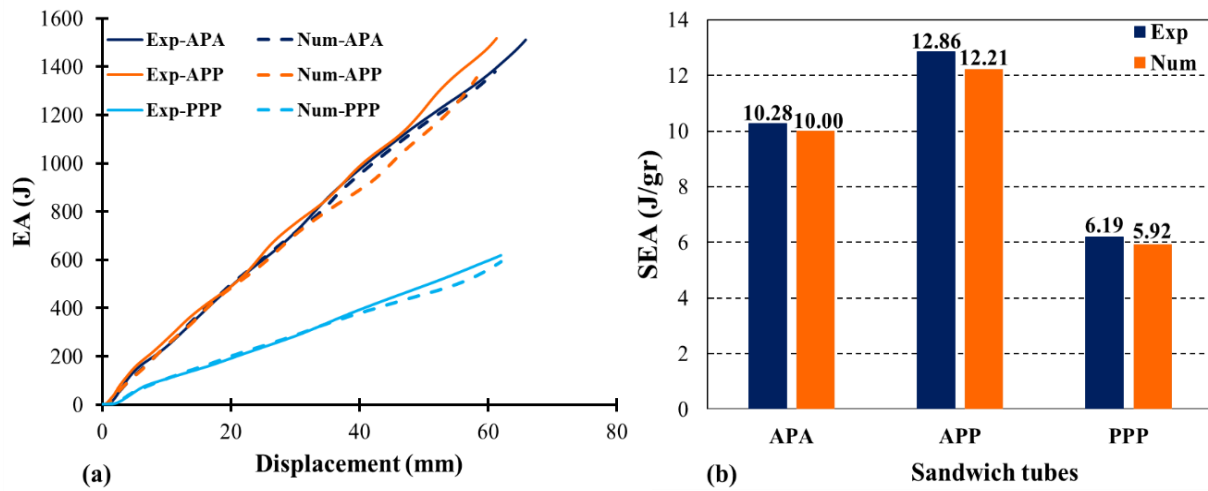 1600
1400
1200
1000
800
600
400
200
0
EA (J)
Exp-APA Num-APA
Exp-APP Num-APP
Exp-PPP Num-PPP
0 20 40 60 80
(a) Displacement (mm)
14
12
10
8
6
4
2
0
SEA (J/gr)
Exp
Num
10.28 10.00
12.86 12.21
6.19 5.92
APA APP PPP
(b) Sandwich tubes